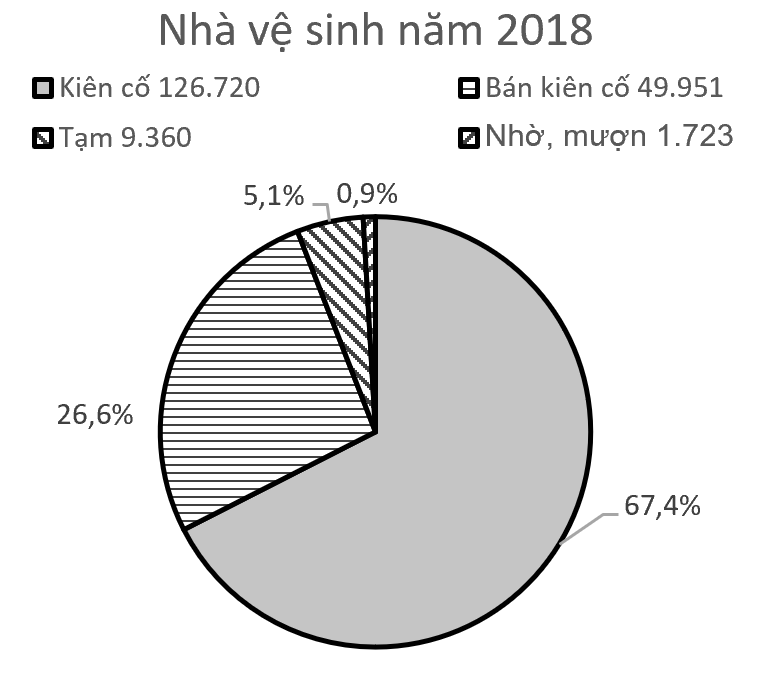 Nhà vệ sinh năm 2018
Kiên cố 126.720
Bán kiên cố 49.951
Tạm 9.360
Nhờ, mượn 1.723
5,1%
0,9%
26,6%
67,4%